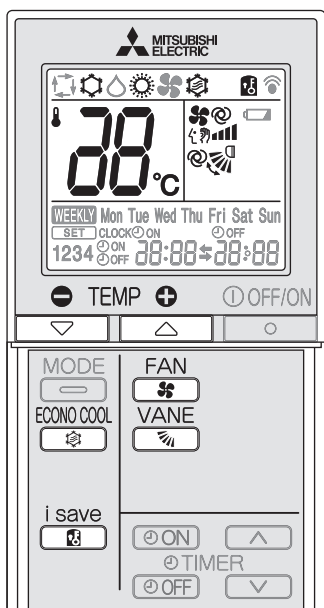 MITSUBISHI
ELECTRIC
88
°C
WEEKLY Mon Tue Wed Thu Fri Sat Sun
SET CLOCK ON OFF
1234 ON OFF 88:88 88:88
TEMP OFF/ON
MODE FAN
ECONO COOL VANE
i save
ON
TIMER
OFF